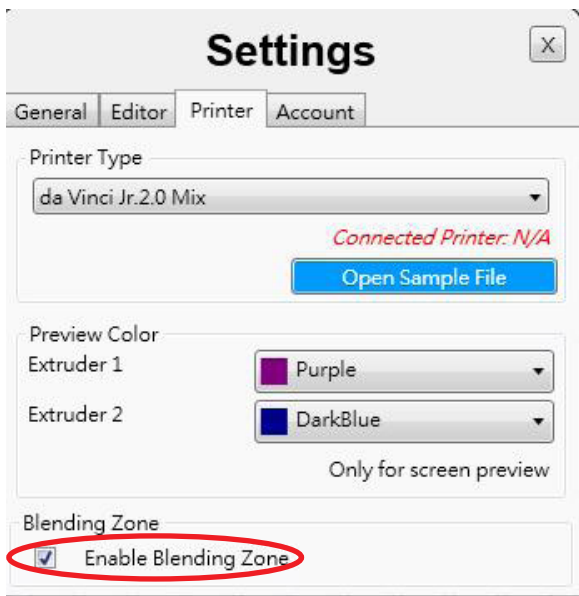 Settings
X
General Editor Printer Account
Printer Type
da Vinci Jr.2.0 Mix
Connected Printer: N/A
Open Sample File
Preview Color
Extruder 1 Purple
Extruder 2 DarkBlue
Only for screen preview
Blending Zone
Enable Blending Zone